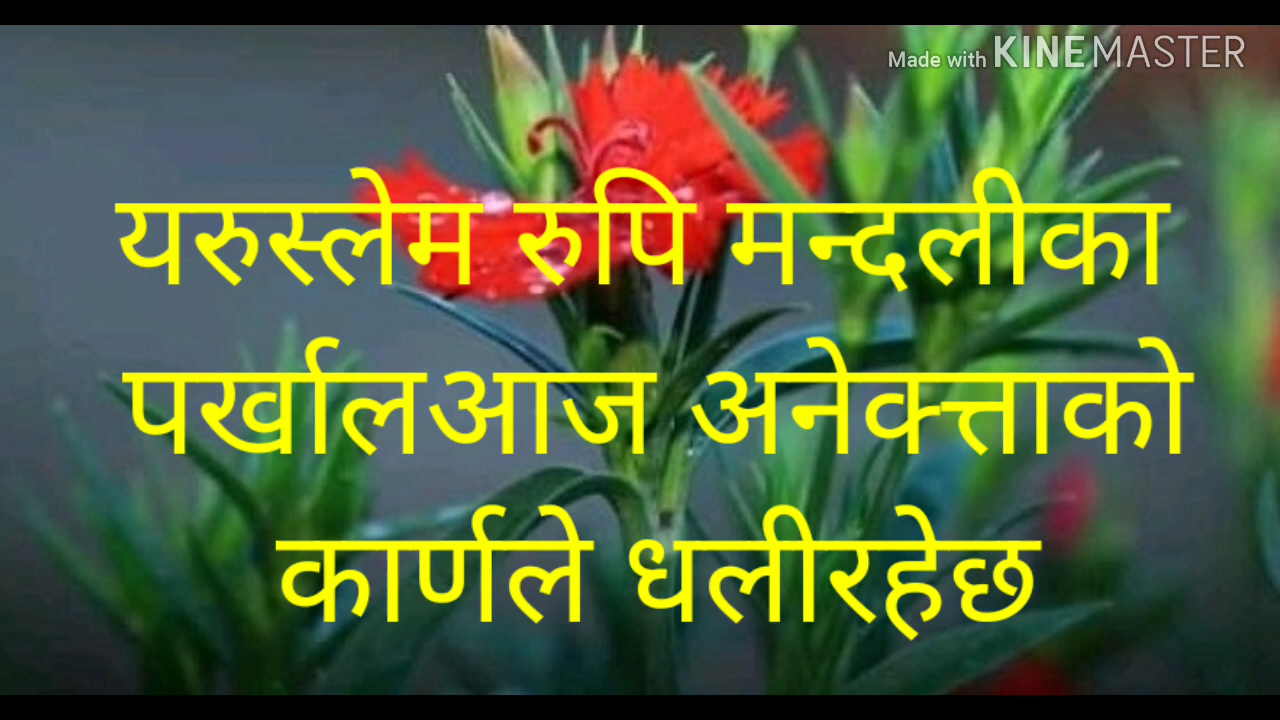 Made with KINEMASTER
यरुस्लेम रुपि मन्दलीका
पर्खालआज अनेक्त्ताको
कार्णले धलीरहेछ